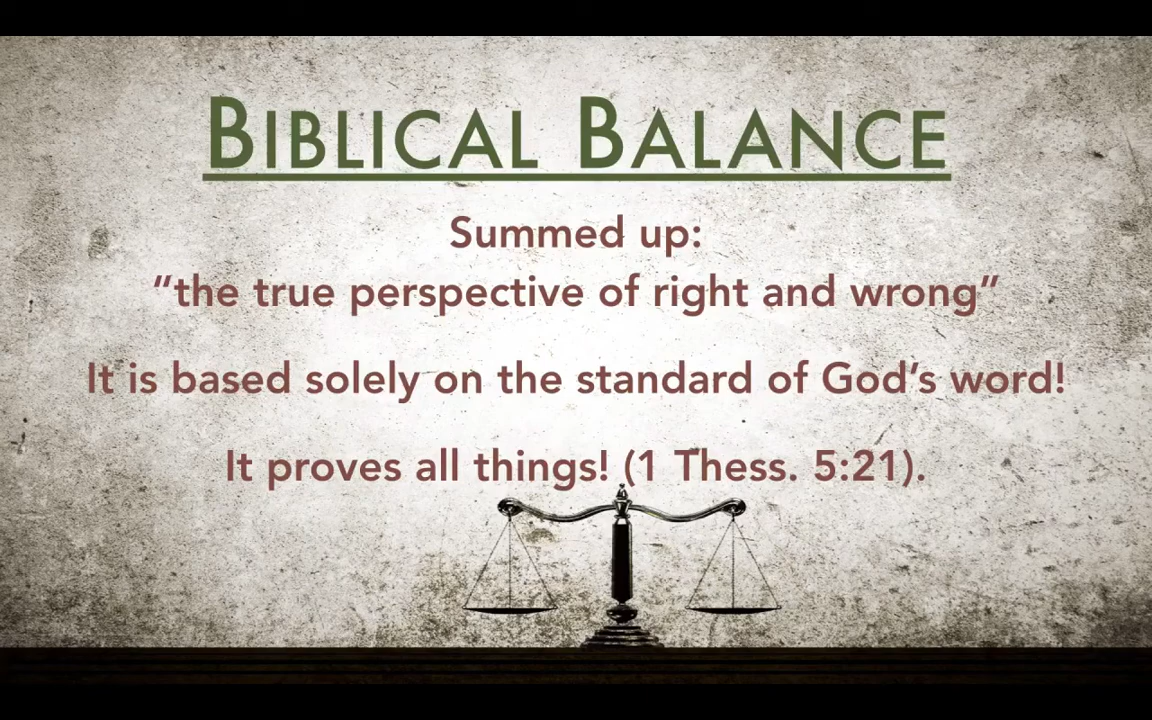 BIBLICAL BALANCE
Summed up:
“the true perspective of right and wrong”
It is based solely on the standard of God’s word!
It proves all things! (1 Thess. 5:21).